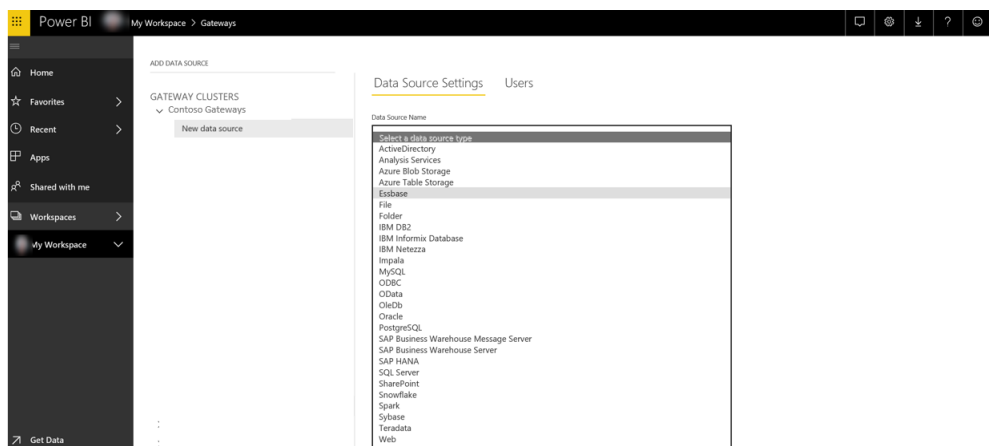 Power BI
My Workspace > Gateways
?
Home
Favorites
Recent
Apps
Shared with me
Workspaces
My Workspace
Get Data
ADD DATA SOURCE
GATEWAY CLUSTERS
Contoso Gateways
New data source
Data Source Settings Users
Data Source Name
Select a data source type
ActiveDirectory
Analysis Services
Azure Blob Storage
Azure Table Storage
Essbase
File
Folder
IBM DB2
IBM Informix Database
IBM Netezza
Impala
MySQL
ODBC
OData
OleDb
Oracle
PostgreSQL
SAP Business Warehouse Message Server
SAP Business Warehouse Server
SAP HANA
SQL Server
SharePoint
Snowflake
Spark
Sybase
Teradata
Web